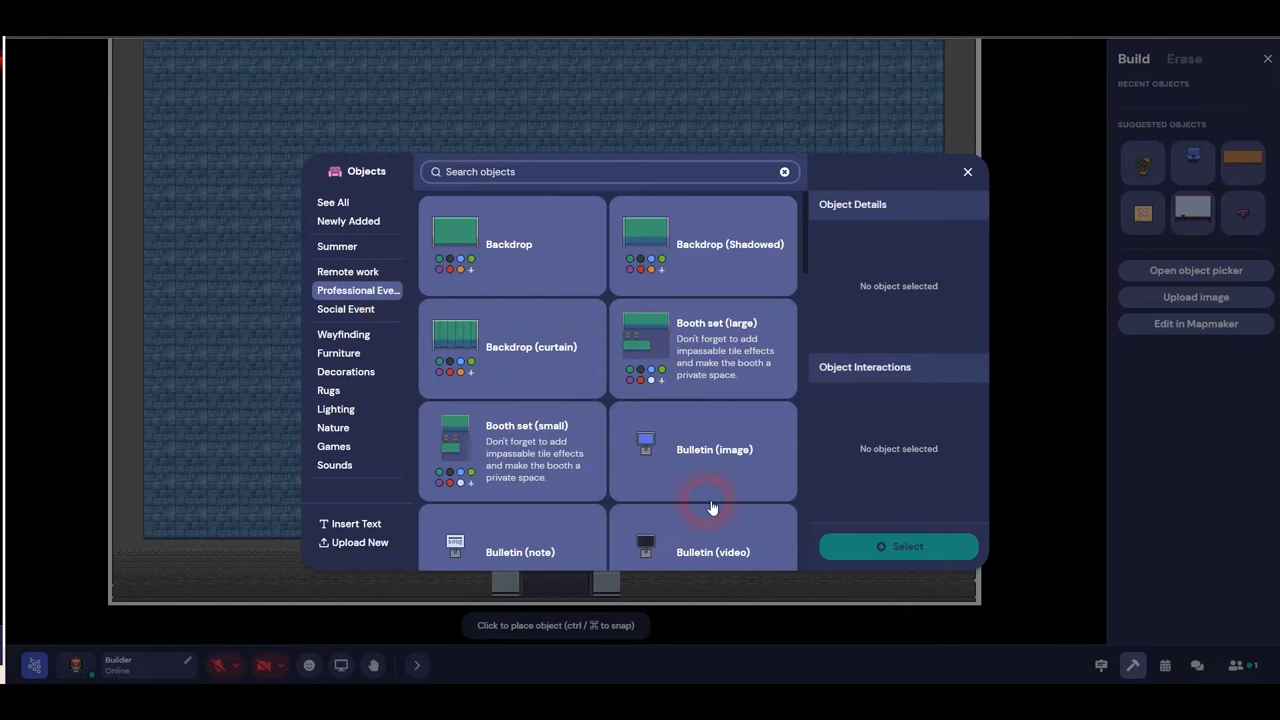 Build Erase
RECENT OBJECTS
SUGGESTED OBJECTS
Open object picker
Upload image
Edit in Mapmaker
Objects
Search objects
See All
Newly Added
Summer
Remote work
Professional Eve...
Social Event
Wayfinding
Furniture
Decorations
Rugs
Lighting
Nature
Games
Sounds
Insert Text
Upload New
Backdrop
Backdrop (Shadowed)
Backdrop (curtain)
Booth set (large)
Don't forget to add
impassable tile effects
and make the booth a
private space.
Booth set (small)
Don't forget to add
impassable tile effects
and make the booth a
private space.
Bulletin (image)
Bulletin (note)
Bulletin (video)
Object Details
No object selected
Object Interactions
No object selected
Select
Click to place object (ctrl / ⌘ to snap)
Builder
Online
1